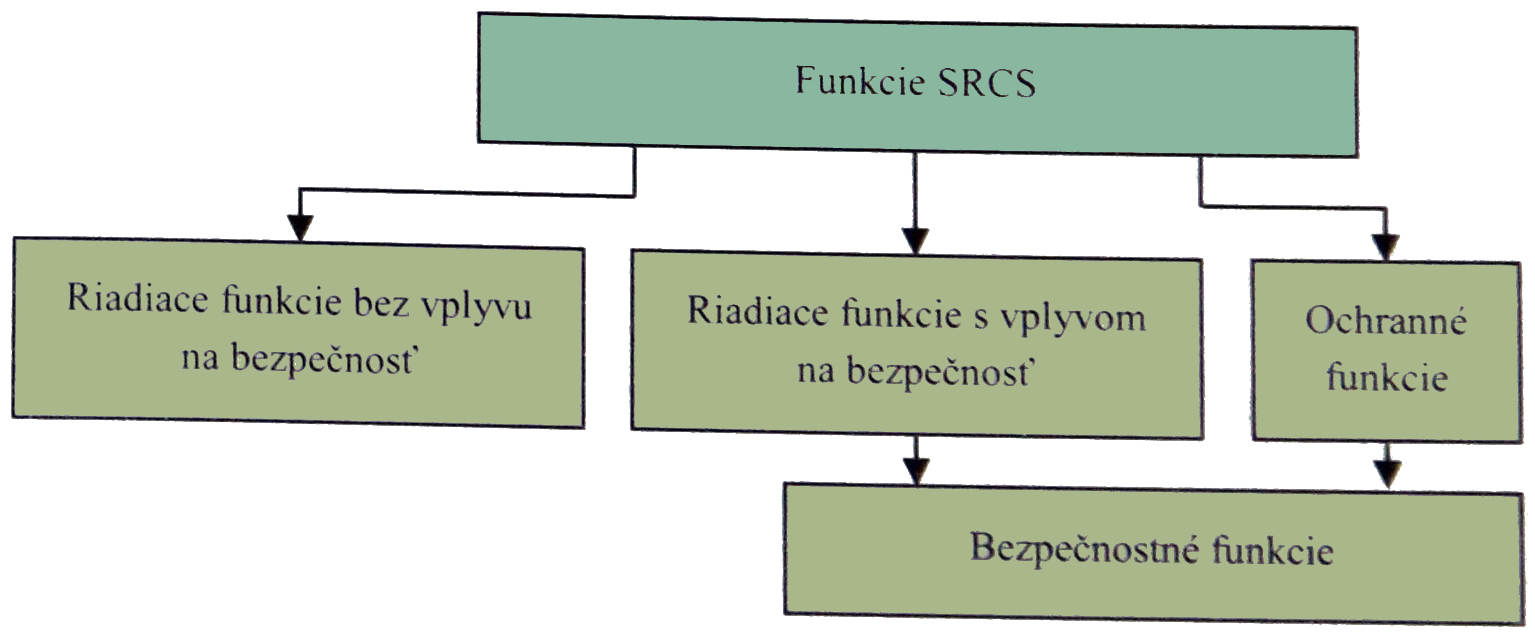 Funkcie SRCS
Riadiace funkcie bez vplyvu
na bezpečnosť
Riadiace funkcie s vplyvom
na bezpečnosť
Ochranné
funkcie
Bezpečnostné funkcie